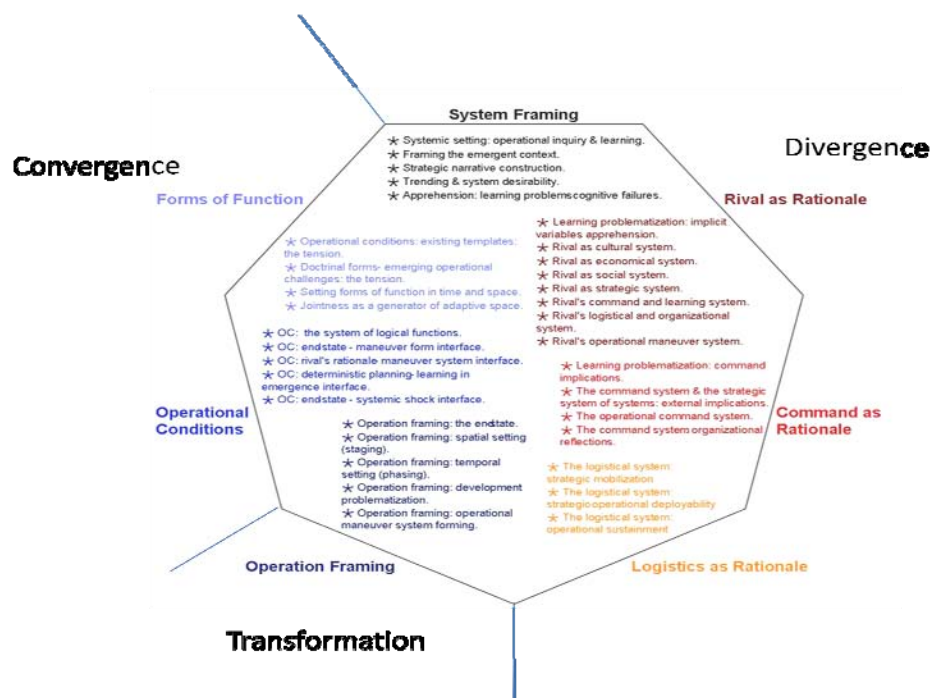 System Framing
✭ Systemic setting: operational inquiry & learning.
✭ Framing the emergent context.
✭ Strategic narrative construction.
✭ Trending & system desirability.
✭ Apprehension: learning problemscognitive failures.
Convergence
Divergence
Forms of Function
✭ Operational conditions: existing templates:
the tension.
✭ Doctrinal forms- emerging operational
challenges: the tension.
✭ Setting forms of function in time and space.
✭ Jointness as a generator of adaptive space.
Rival as Rationale
✭ Learning problematization: implicit
variables apprehension.
✭ Rival as cultural system.
✭ Rival as economical system.
✭ Rival as social system.
✭ Rival as strategic system.
✭ Rival's command and learning system.
✭ Rival's logistical and organizational
system.
✭ Rival's operational maneuver system.
✭ OC: the system of logical functions.
✭ OC: endstate - maneuver form interface.
✭ OC: rival's rationale- maneuver system interface.
✭ OC: deterministic planning- learning in
emergence interface.
✭ OC: endstate - systemic shock interface.
Operational
Conditions
✭ Learning problematization: command
implications.
✭ The command system & the strategic
system of systems: external implications.
✭ The operational command system.
✭ The command system organizational
reflections.
Command as
Rationale
✭ Operation framing: the endstate.
✭ Operation framing: spatial setting
(staging).
✭ Operation framing: temporal
setting (phasing).
✭ Operation framing: development
problematization.
✭ Operation framing: operational
maneuver system forming.
✭ The logistical system:
strategic mobilization
✭ The logistical system:
strategic-operational deployability
✭ The logistical system:
operational sustainment
Operation Framing
Logistics as Rationale
Transformation